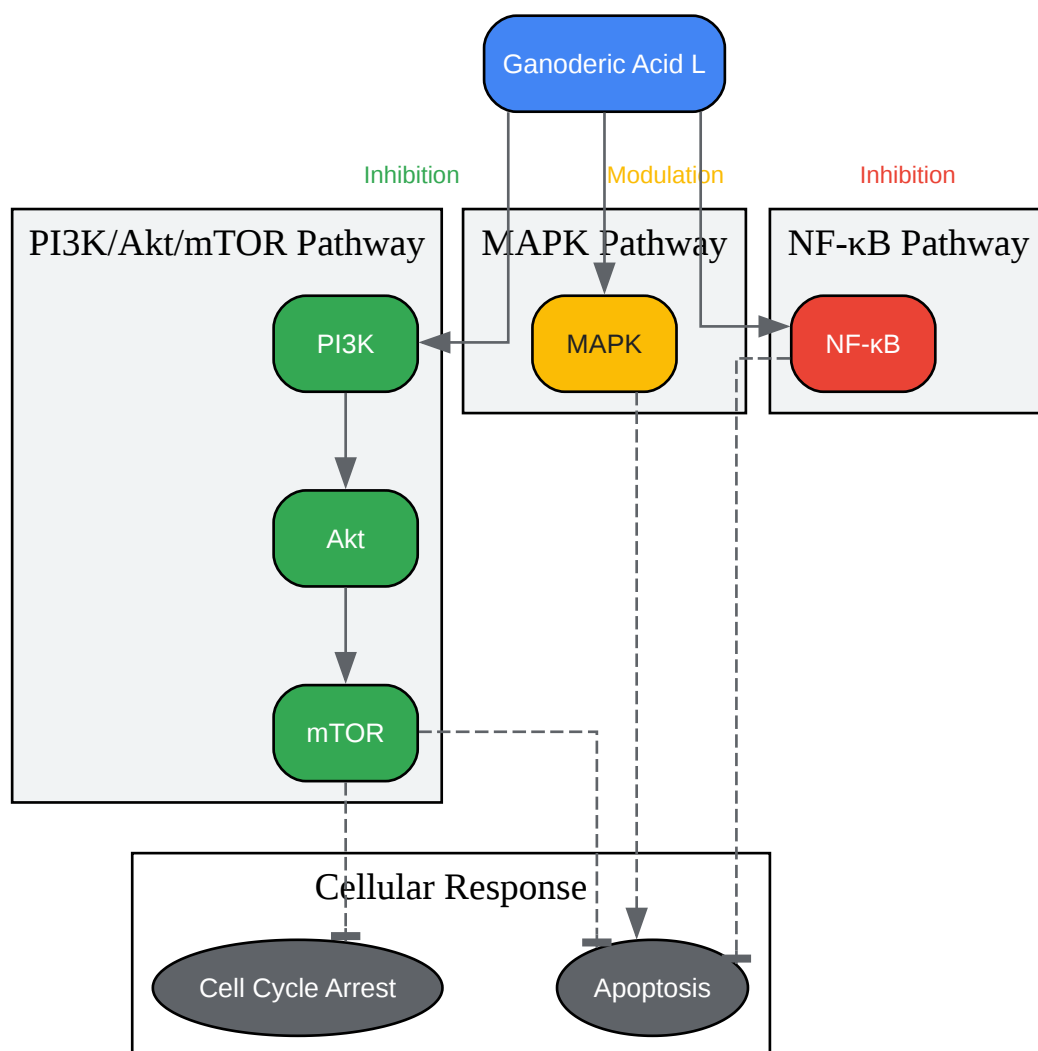 Ganoderic Acid L
Inhibition
Modulation
Inhibition
PI3K/Akt/mTOR Pathway
MAPK Pathway
NF-κB Pathway
PI3K
MAPK
NF-κB
Akt
mTOR
Cellular Response
Cell Cycle Arrest
Apoptosis